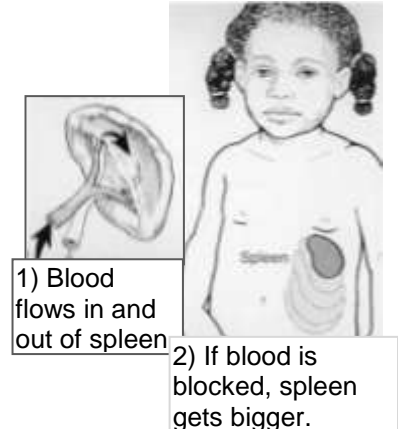 Spleen
1) Blood
flows in and
out of spleen
2) If blood is
blocked, spleen
gets bigger.